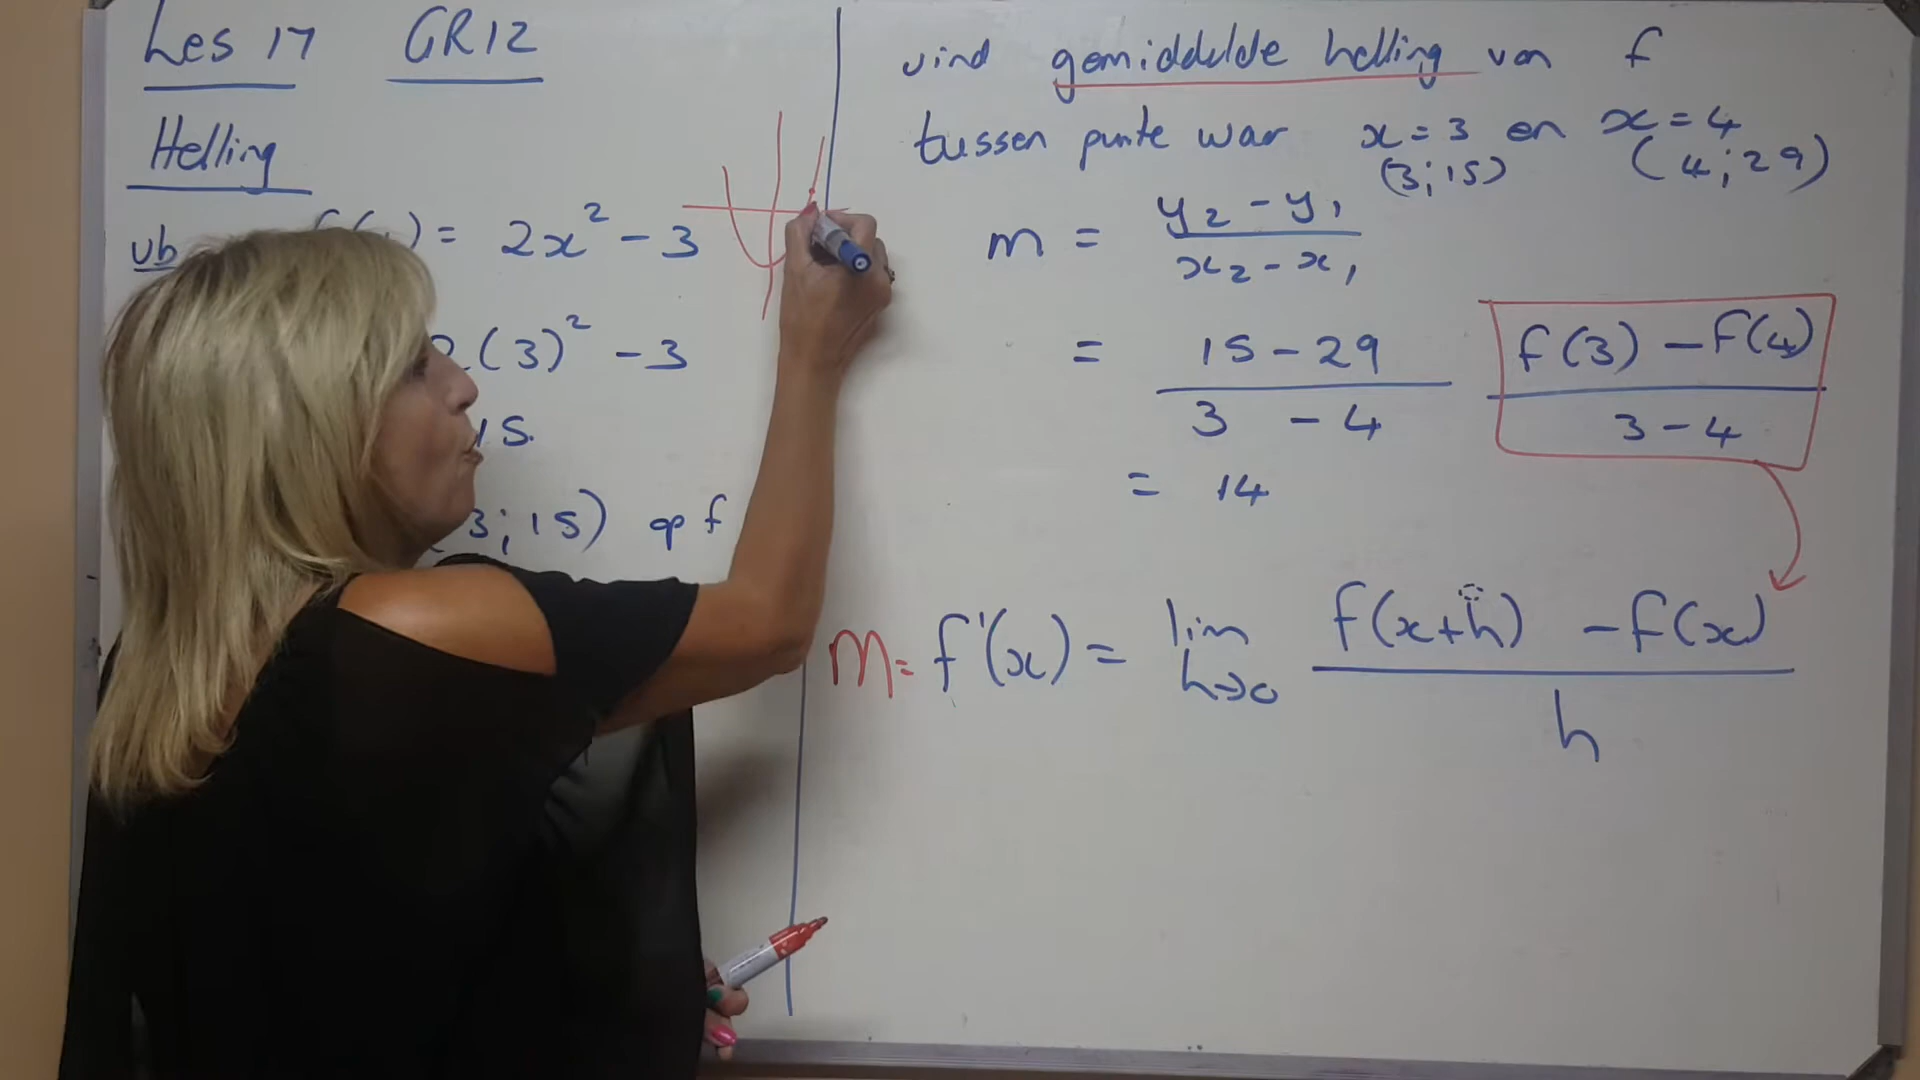 Les 17 GR12
Helling
vb = 2x² - 3
(3)² - 3
15.
3;15) op f
vind gemiddelde helling van f
tussen punte waar x = 3 en x = 4
(3;15) (4;29)
m = y₂ - y₁ / x₂ - x₁
= 15 - 29 / 3 - 4 f(3) - f(4) / 3 - 4
= 14
m = f'(x) = lim h→0 f(x+h) - f(x) / h